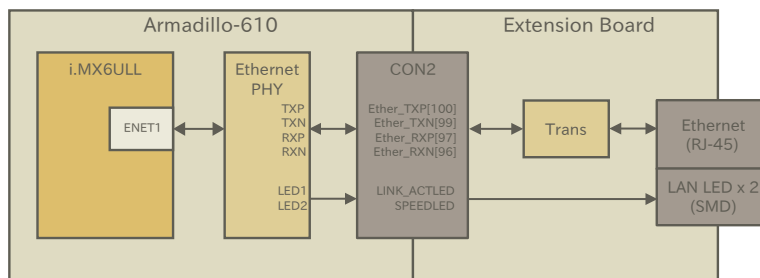 Armadillo-610
Extension Board
i.MX6ULL
ENET1
Ethernet
PHY
TXP
TXN
RXP
RXN
LED1
LED2
CON2
Ether_TXP[100]
Ether_TXN[99]
Ether_RXP[97]
Ether_RXN[96]
LINK_ACTLED
SPEEDLED
Trans
Ethernet
(RJ-45)
LAN LED x 2
(SMD)